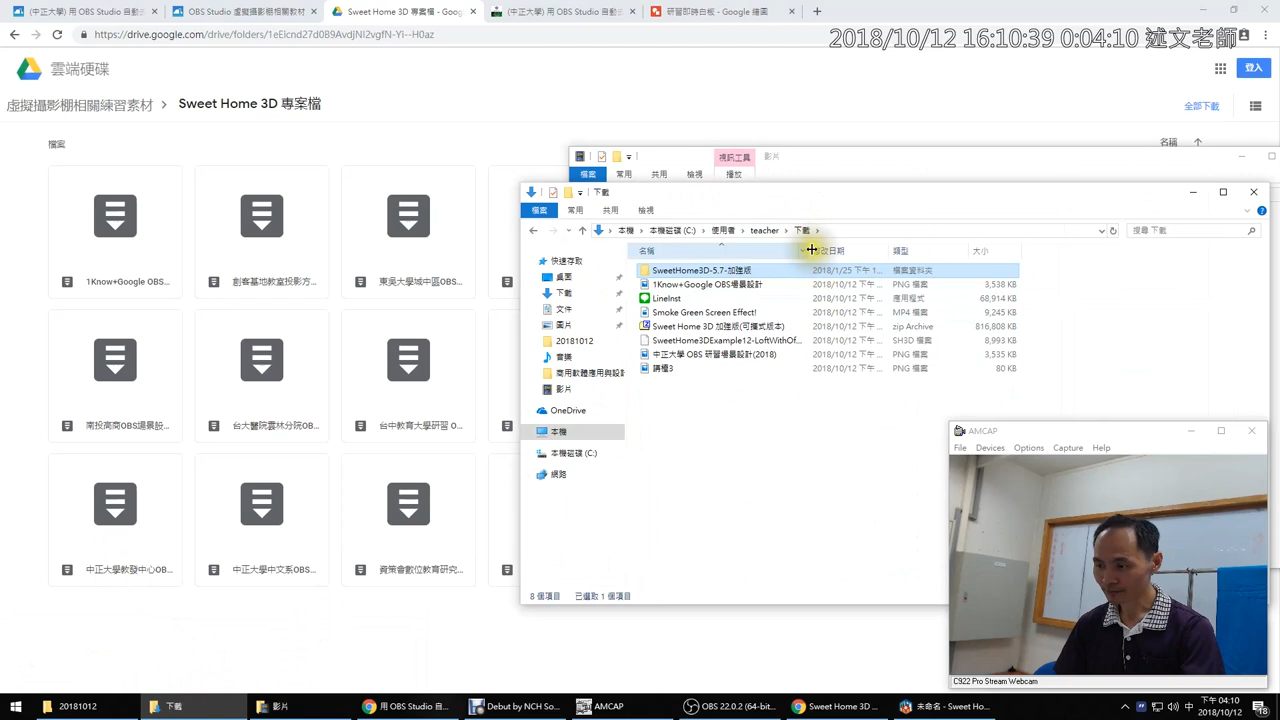 (中正大學) 用 OBS Studio 自動
OBS Studio 虛擬攝影棚相關教材
Sweet Home 3D 專案檔 - Goog
(中正大學) 用 OBS Studio 自動
研習即時白板 - Google 繪圖
https://drive.google.com/drive/folders/1eEicnd27d089AvdjNl2vgfN-Yi--H0az
2018/10/12 16:10:39 0:04:10 述文老師
雲端硬碟
登入
虛擬攝影棚相關練習素材
Sweet Home 3D 專案檔
全部下載
檔案
名稱
視訊工具
影片
檔案 常用 共用 檢視 播放
下載
檔案 常用 共用 檢視
本機 本機磁碟 (C:) 使用者 teacher 下載
搜尋 下載
名稱 修改日期 類型 大小
快速存取
桌面
下載
文件
圖片
20181012
音樂
商用軟體應用與設
影片
OneDrive
本機
本機磁碟 (C:)
網路
SweetHome3D-5.7-加強版 2018/1/25 下午 1... 檔案資料夾
1Know+Google OBS場景設計 2018/10/12 下午 ... PNG 檔案 3,538 KB
LineInst 2018/10/12 下午 ... 應用程式 68,914 KB
Smoke Green Screen Effect! 2018/10/12 下午 ... MP4 檔案 9,245 KB
Sweet Home 3D 加強版(可攜式版本) 2018/10/12 下午 ... zip Archive 816,808 KB
SweetHome3DExample12-LoftWithOf... 2018/10/12 下午 ... SH3D 檔案 8,993 KB
中正大學 OBS 研習場景設計(2018) 2018/10/12 下午 ... PNG 檔案 3,535 KB
講檯3 2018/10/12 下午 ... PNG 檔案 80 KB
8 個項目 已選取 1 個項目
1Know+Google OBS...
創客基地教室投影方...
東吳大學城中區OBS...
南投高商OBS場景設...
台大醫院雲林分院OBS...
台中教育大學研習 O...
中正大學教發中心OB...
中正大學中文系OBS...
資策會數位教育研究...
AMCAP
File Devices Options Capture Help
C922 Pro Stream Webcam
20181012
下載
影片
用 OBS Studio 自...
Debut by NCH So...
AMCAP
OBS 22.0.2 (64-bit...
Sweet Home 3D ...
未命名 - Sweet Ho...
中
下午 04:10
2018/10/12
18